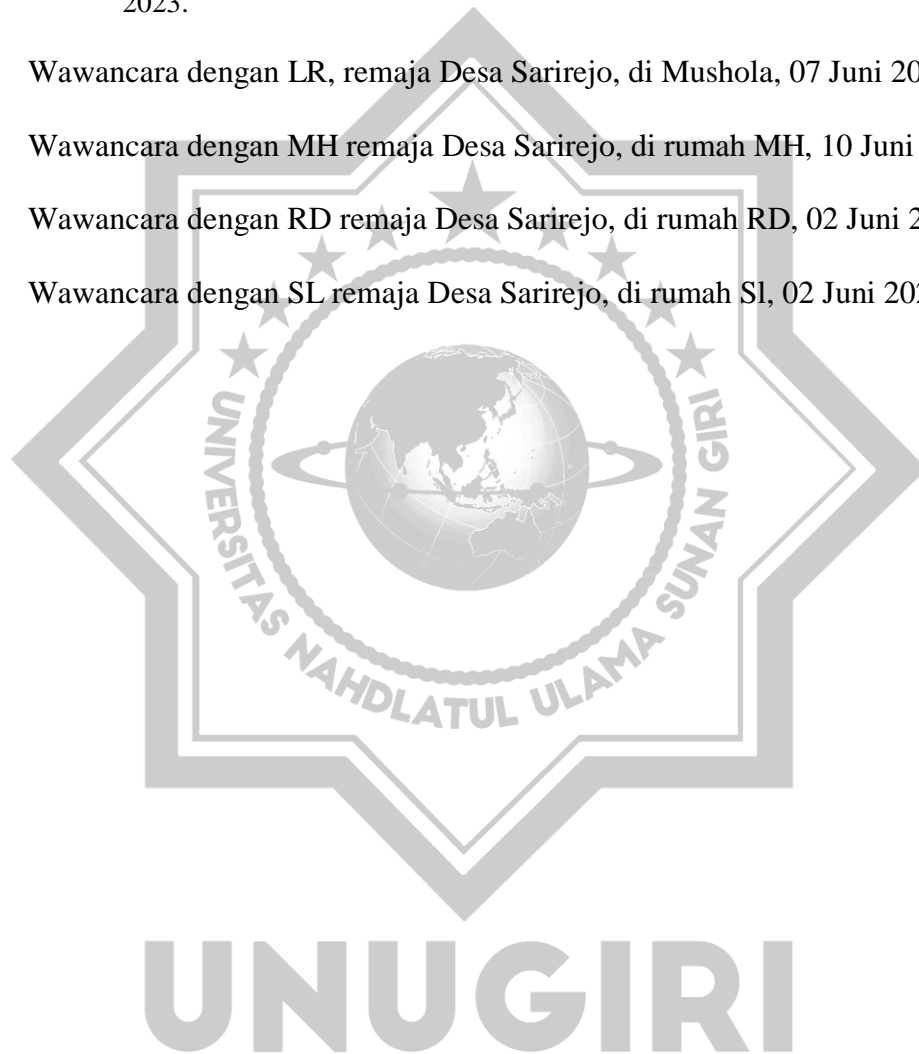 2023.
Wawancara dengan LR, remaja Desa Sarirejo, di Mushola, 07 Juni 20
Wawancara dengan MH remaja Desa Sarirejo, di rumah MH, 10 Juni
Wawancara dengan RD remaja Desa Sarirejo, di rumah RD, 02 Juni 2
Wawancara dengan SL remaja Desa Sarirejo, di rumah Sl, 02 Juni 202
UNIVERSITAS NAHDLATUL ULAMA SUNAN GIRI
UNUGIRI